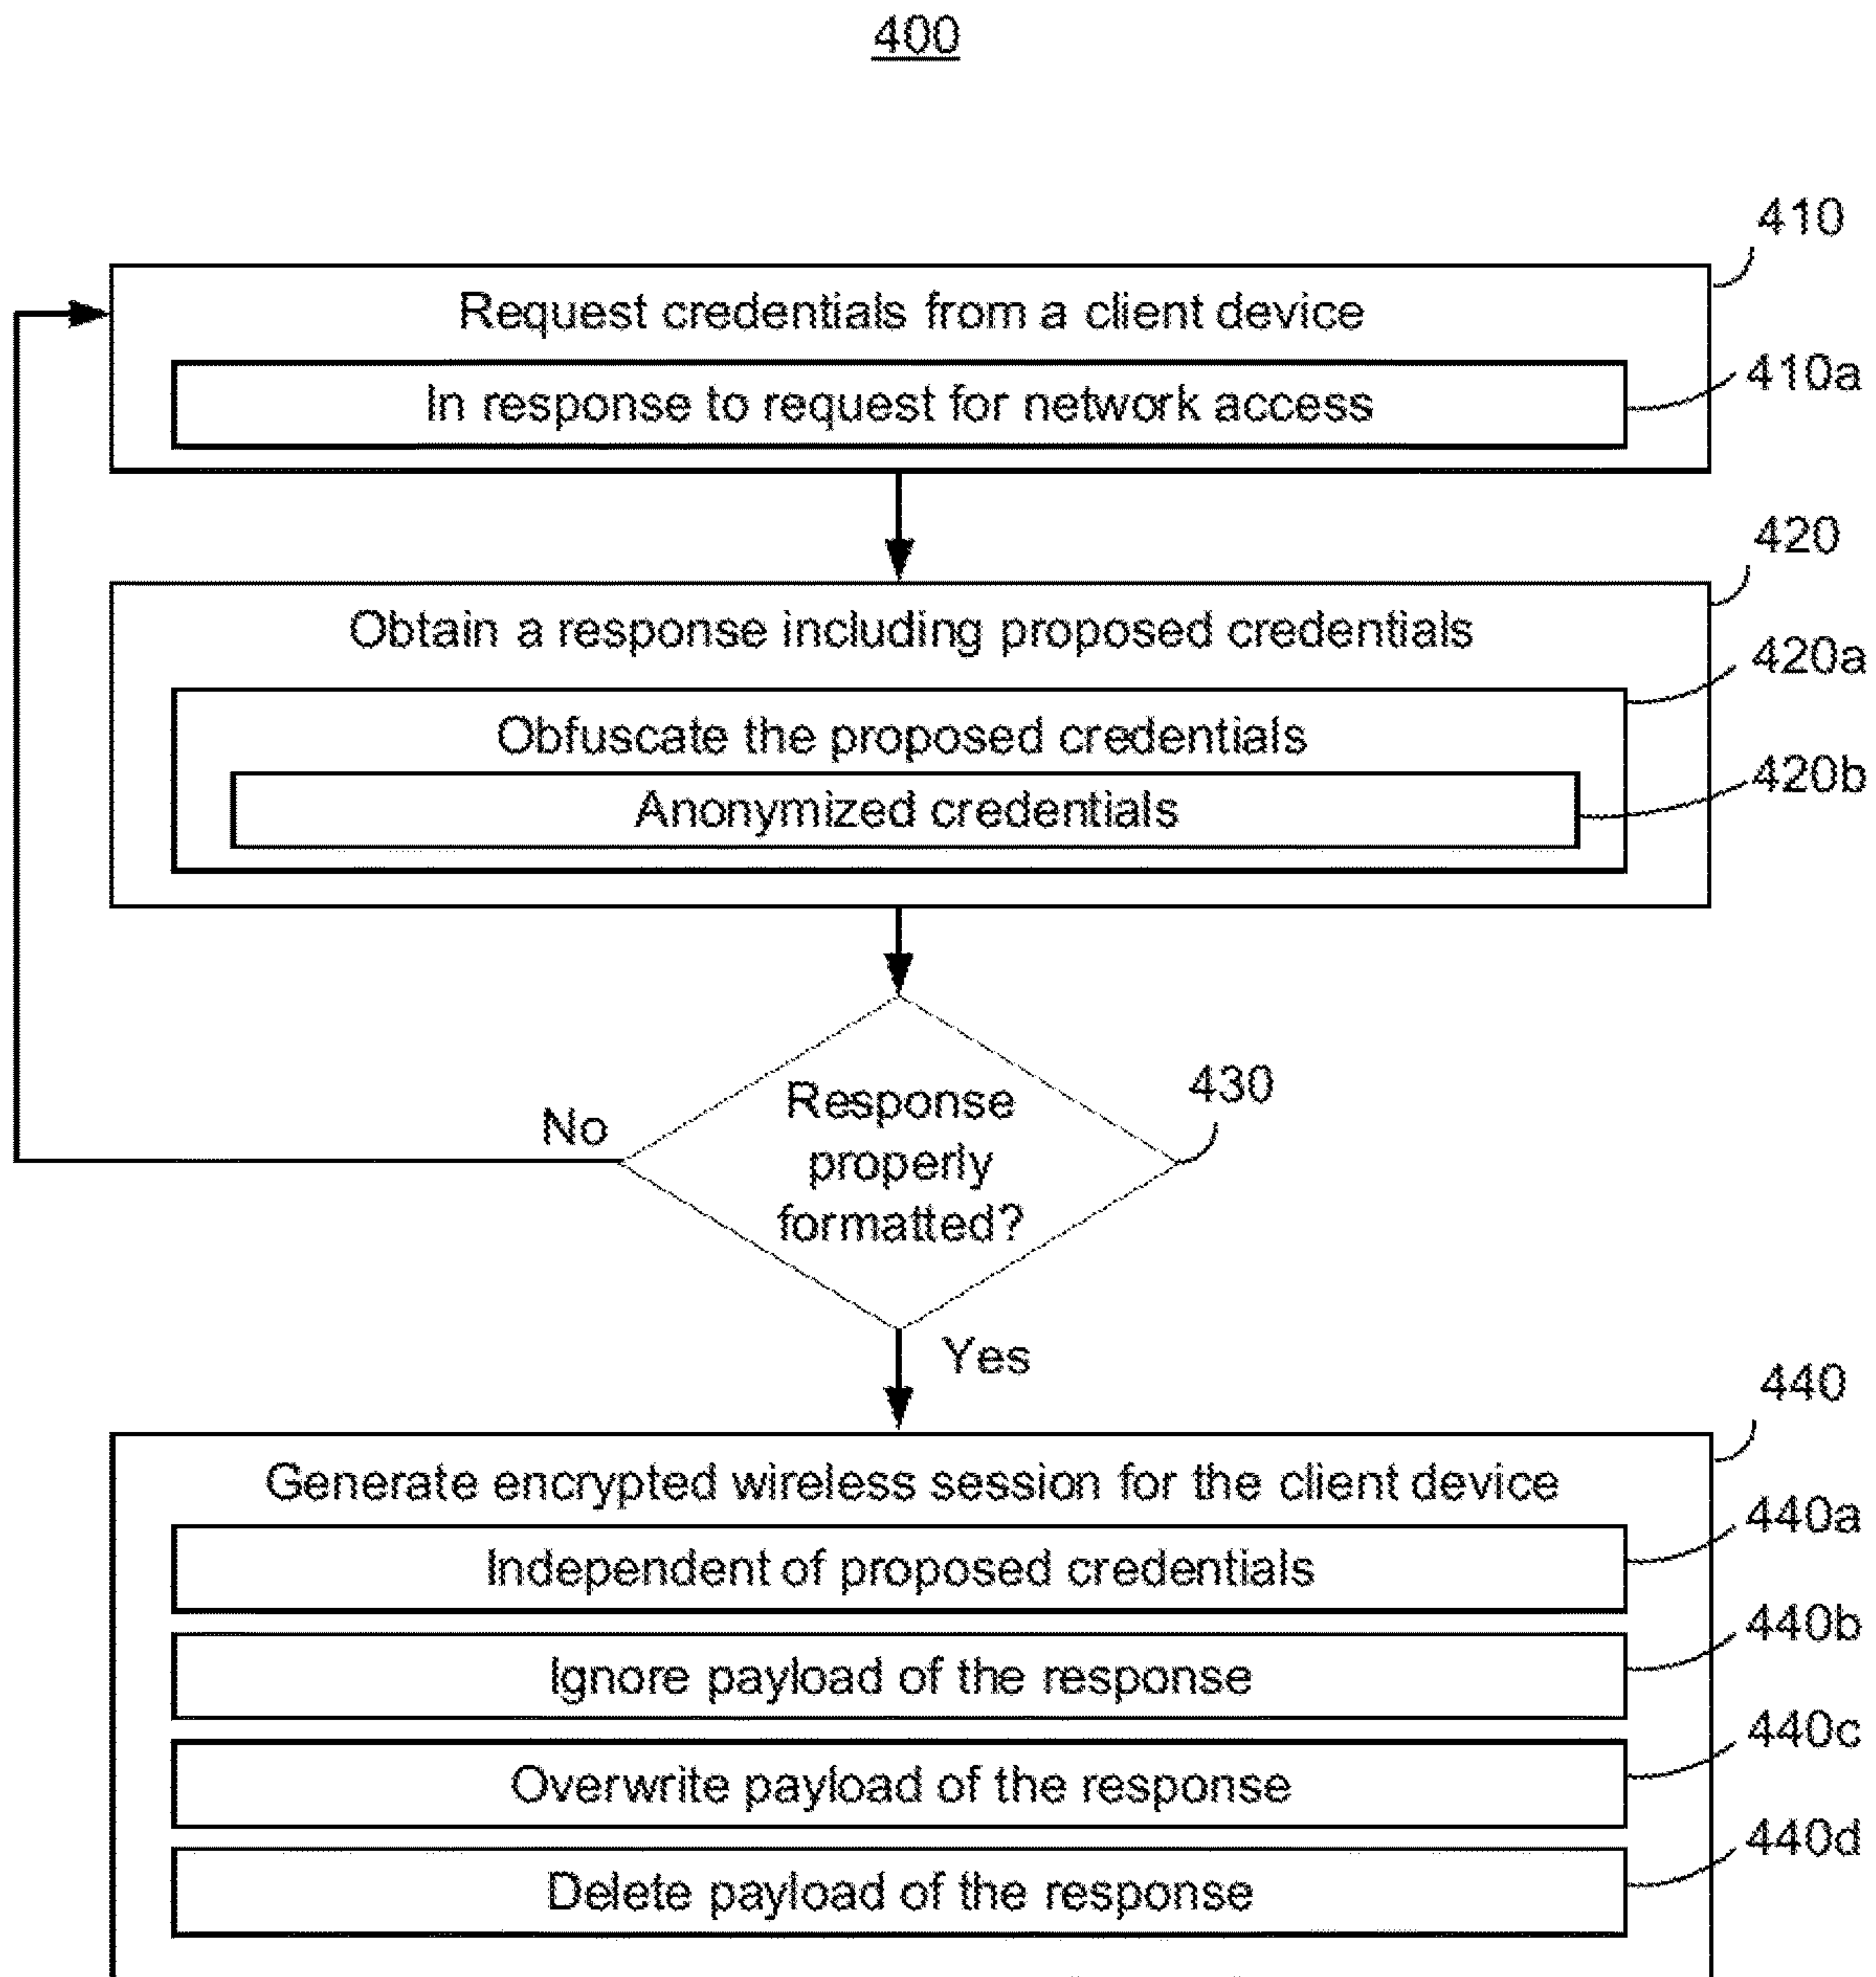 400
410
Request credentials from a client device
410a
In response to request for network access
420
Obtain a response including proposed credentials
420a
Obfuscate the proposed credentials
420b
Anonymized credentials
430
Response
properly
formatted?
No
Yes
440
Generate encrypted wireless session for the client device
440a
Independent of proposed credentials
440b
Ignore payload of the response
440c
Overwrite payload of the response
440d
Delete payload of the response